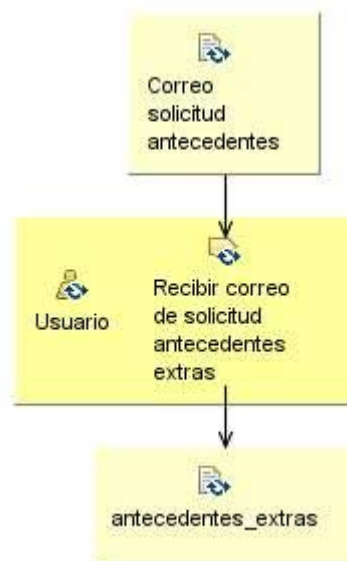 Correo
solicitud
antecedentes
Usuario
Recibir correo
de solicitud
antecedentes
extras
antecedentes_extras